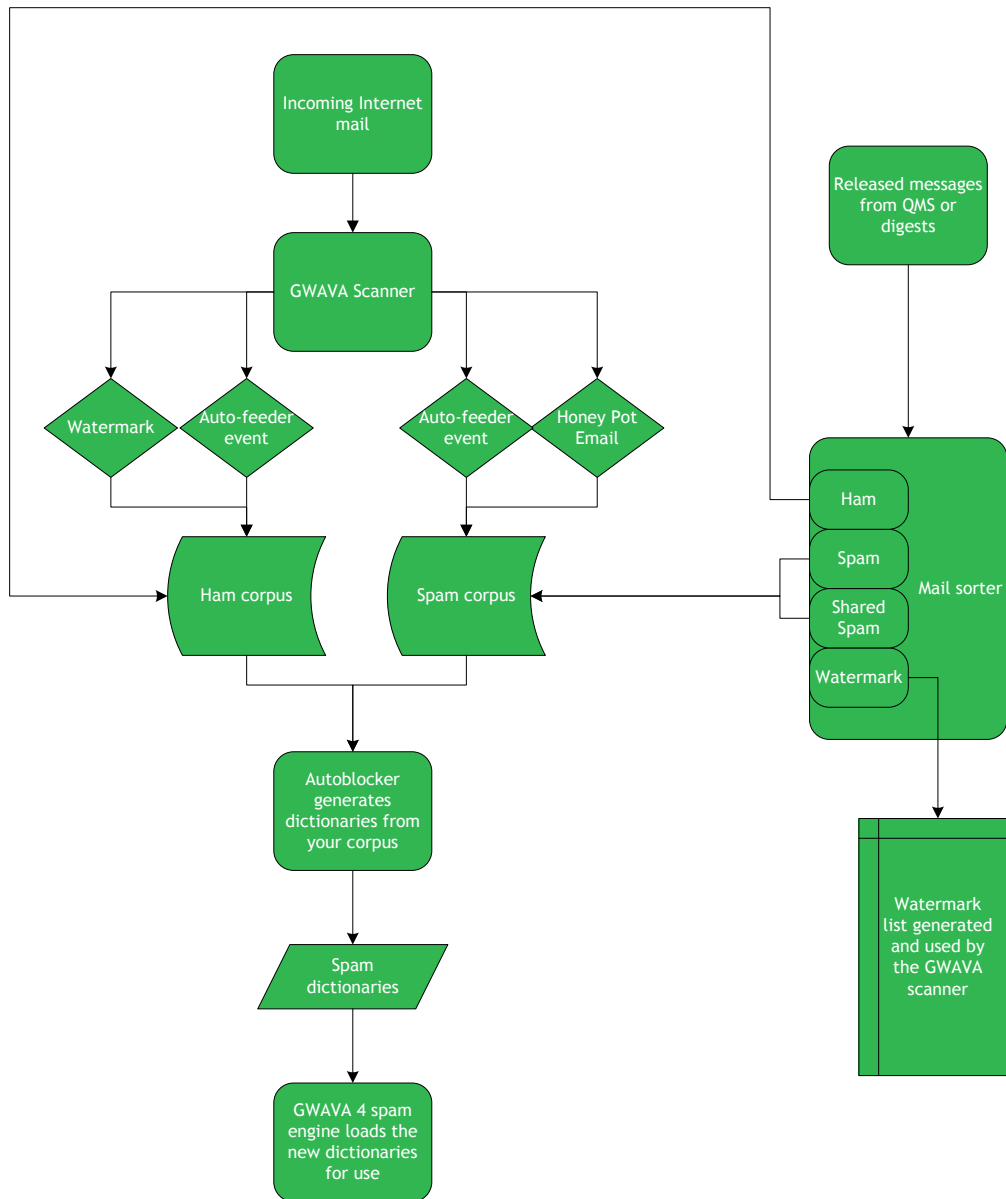 Incoming Internet
mail
Released messages
from QMS or
digests
GWAVA Scanner
Watermark
Auto-feeder
event
Auto-feeder
event
Honey Pot
Email
Ham
Spam
Shared
Spam
Watermark
Mail sorter
Ham corpus
Spam corpus
Autoblocker
generates
dictionaries from
your corpus
Watermark
list generated
and used by
the GWAVA
scanner
Spam
dictionaries
GWAVA 4 spam
engine loads the
new dictionaries
for use